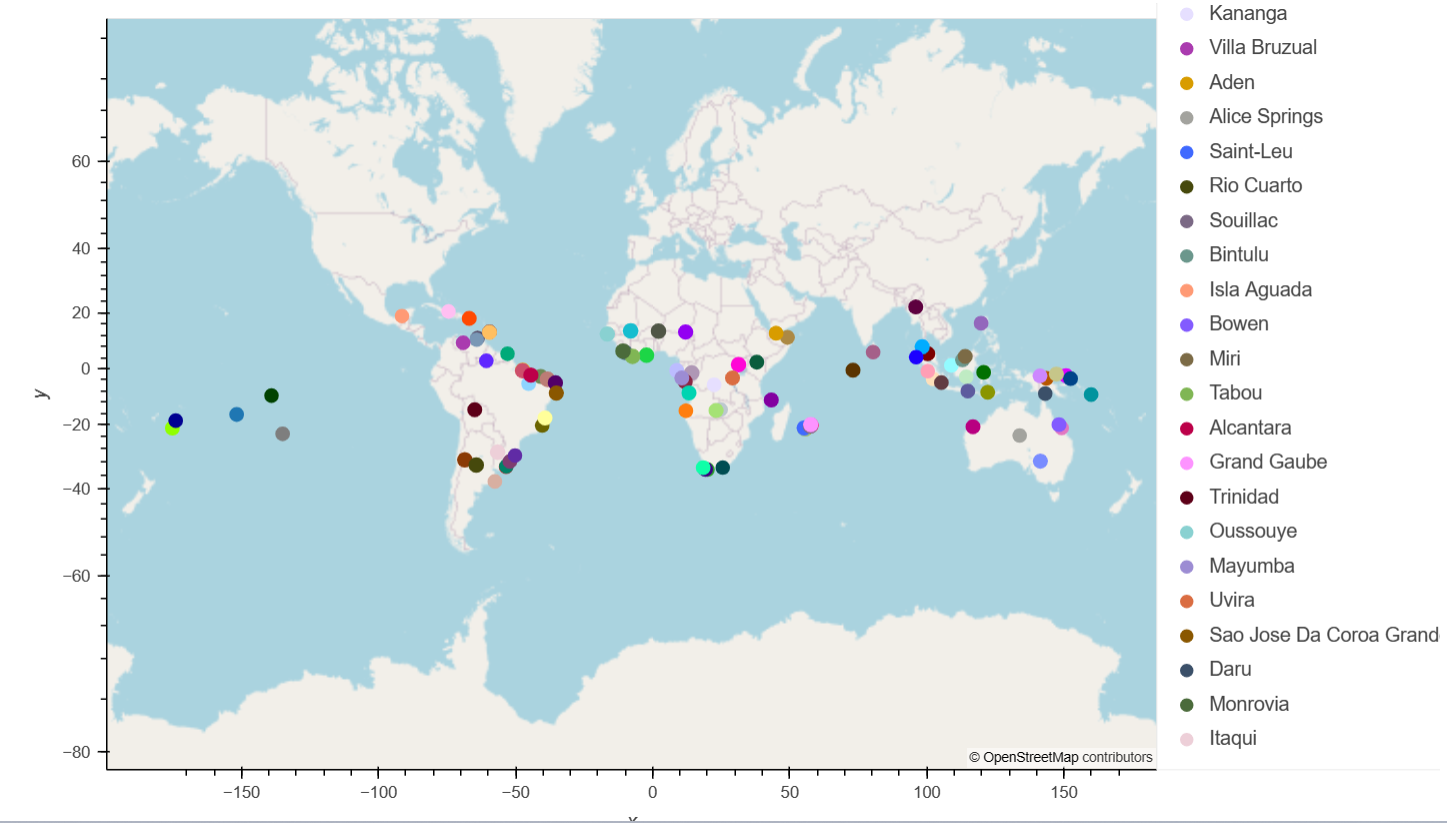 Kananga
Villa Bruzual
Aden
Alice Springs
Saint-Leu
Rio Cuarto
Souillac
Bintulu
Isla Aguada
Bowen
Miri
Tabou
Alcantara
Grand Gaube
Trinidad
Oussouye
Mayumba
Uvira
Sao Jose Da Coroa Grand
Daru
Monrovia
Itaqui
60
40
20
0
−20
−40
−60
−80
y
© OpenStreetMap contributors
−150 −100 −50 0 50 100 150